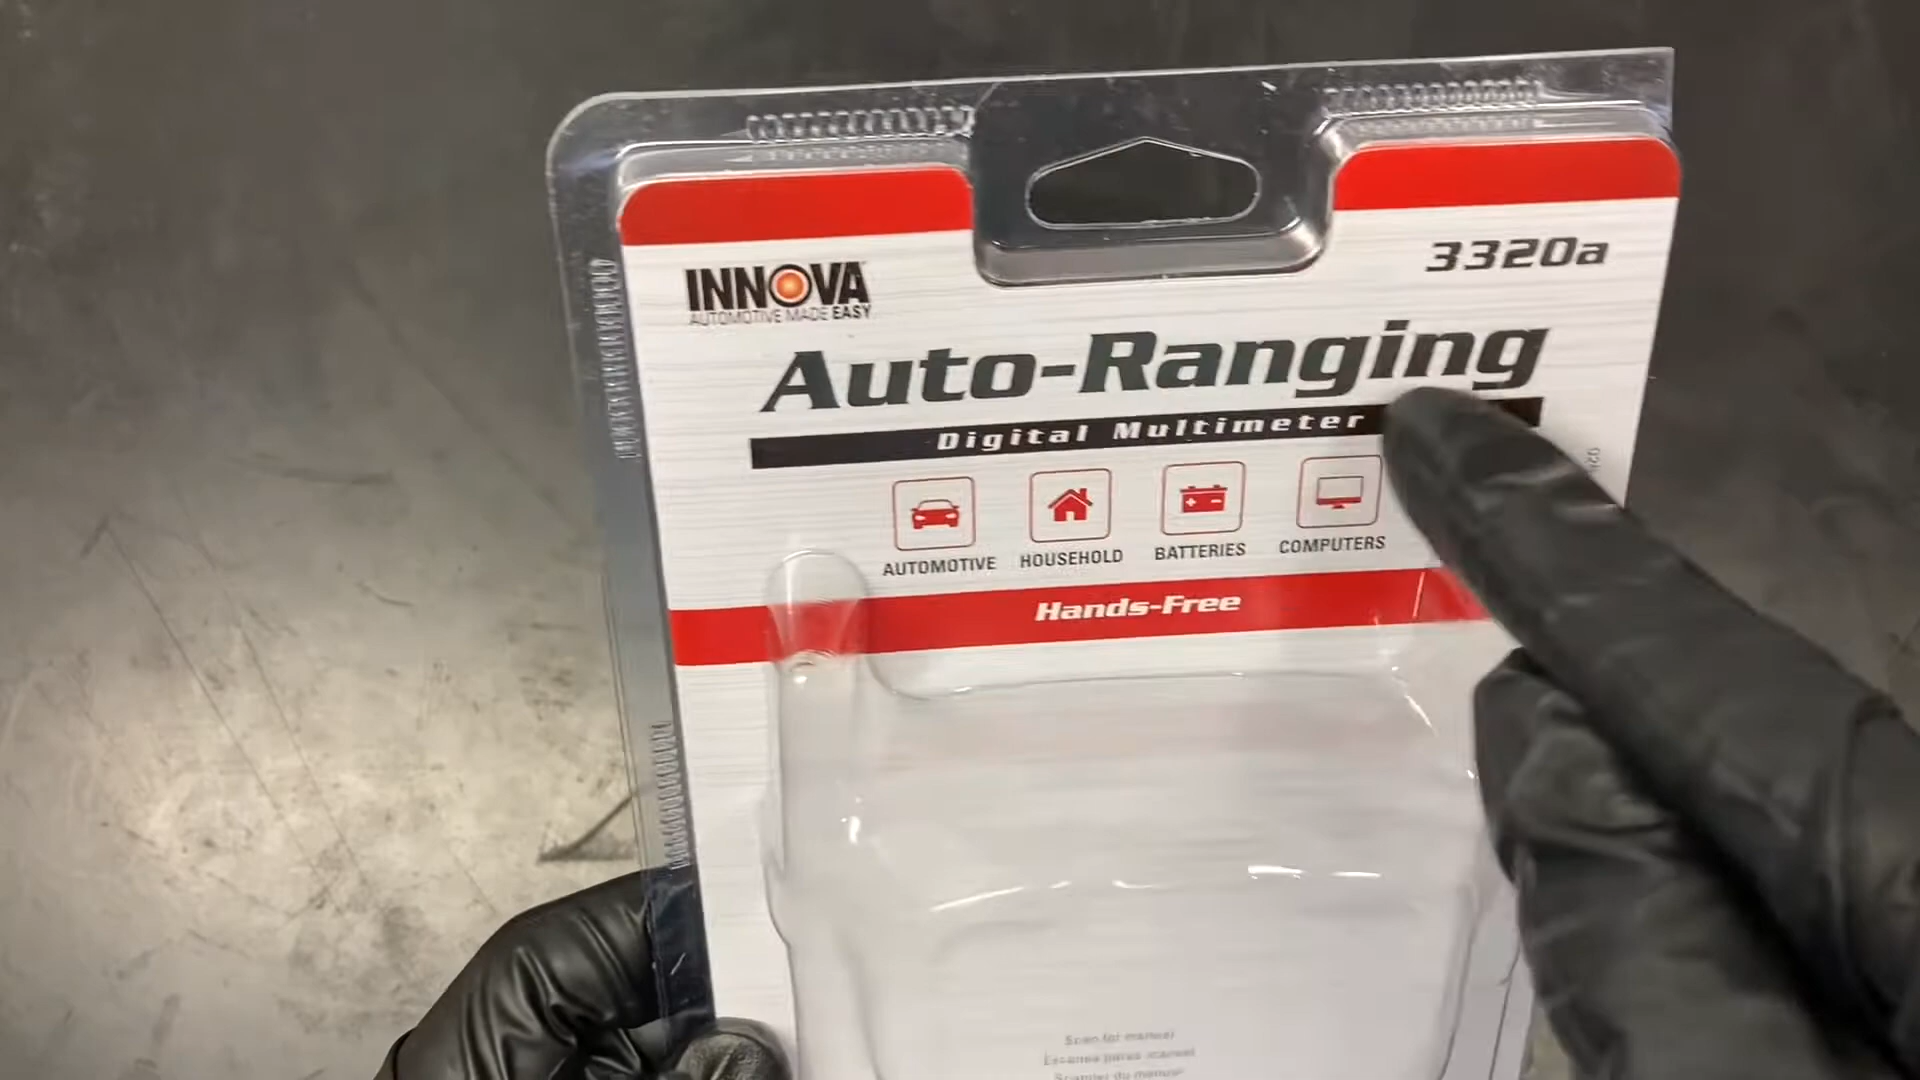 INNOVA
AUTOMOTIVE MADE EASY
3320a
Auto-Ranging
Digital Multimeter
AUTOMOTIVE
HOUSEHOLD
BATTERIES
COMPUTERS
Hands-Free
Scan for manual